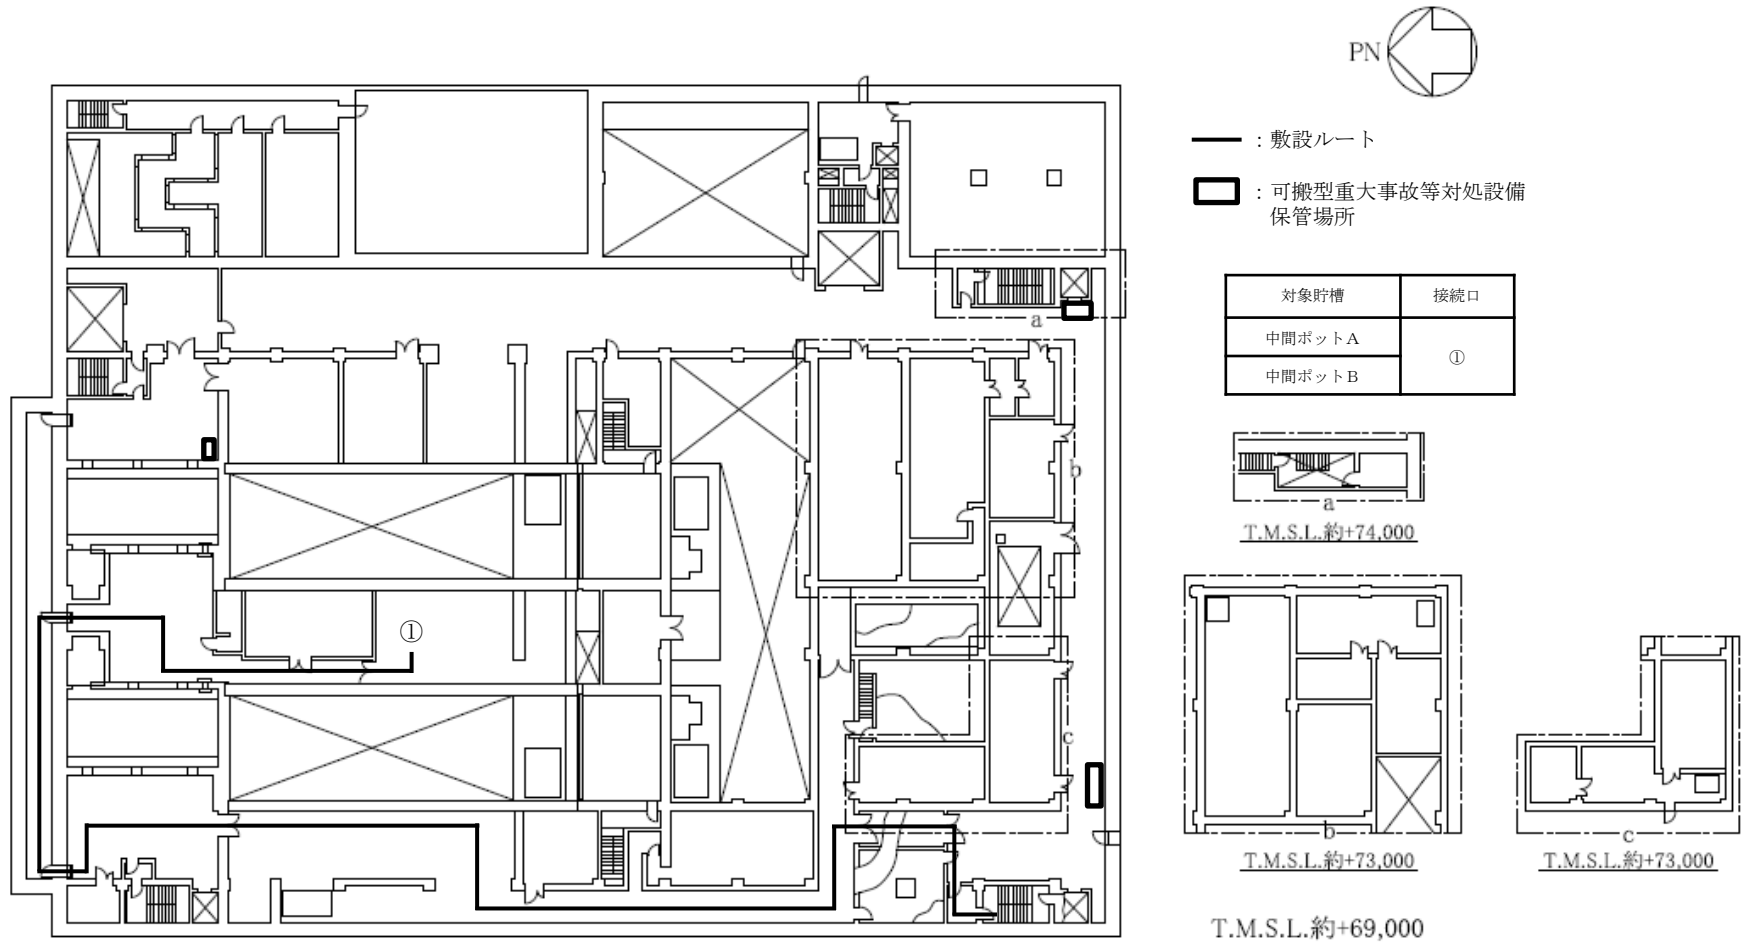 PN
：敷設ルート
：可搬型重大事故等対処設備
保管場所
対象貯槽 接続口
中間ポットA ①
中間ポットB
a
b
①
c
a
T.M.S.L.約+74,000
b
T.M.S.L.約+73,000
c
T.M.S.L.約+73,000
T.M.S.L.約+69,000